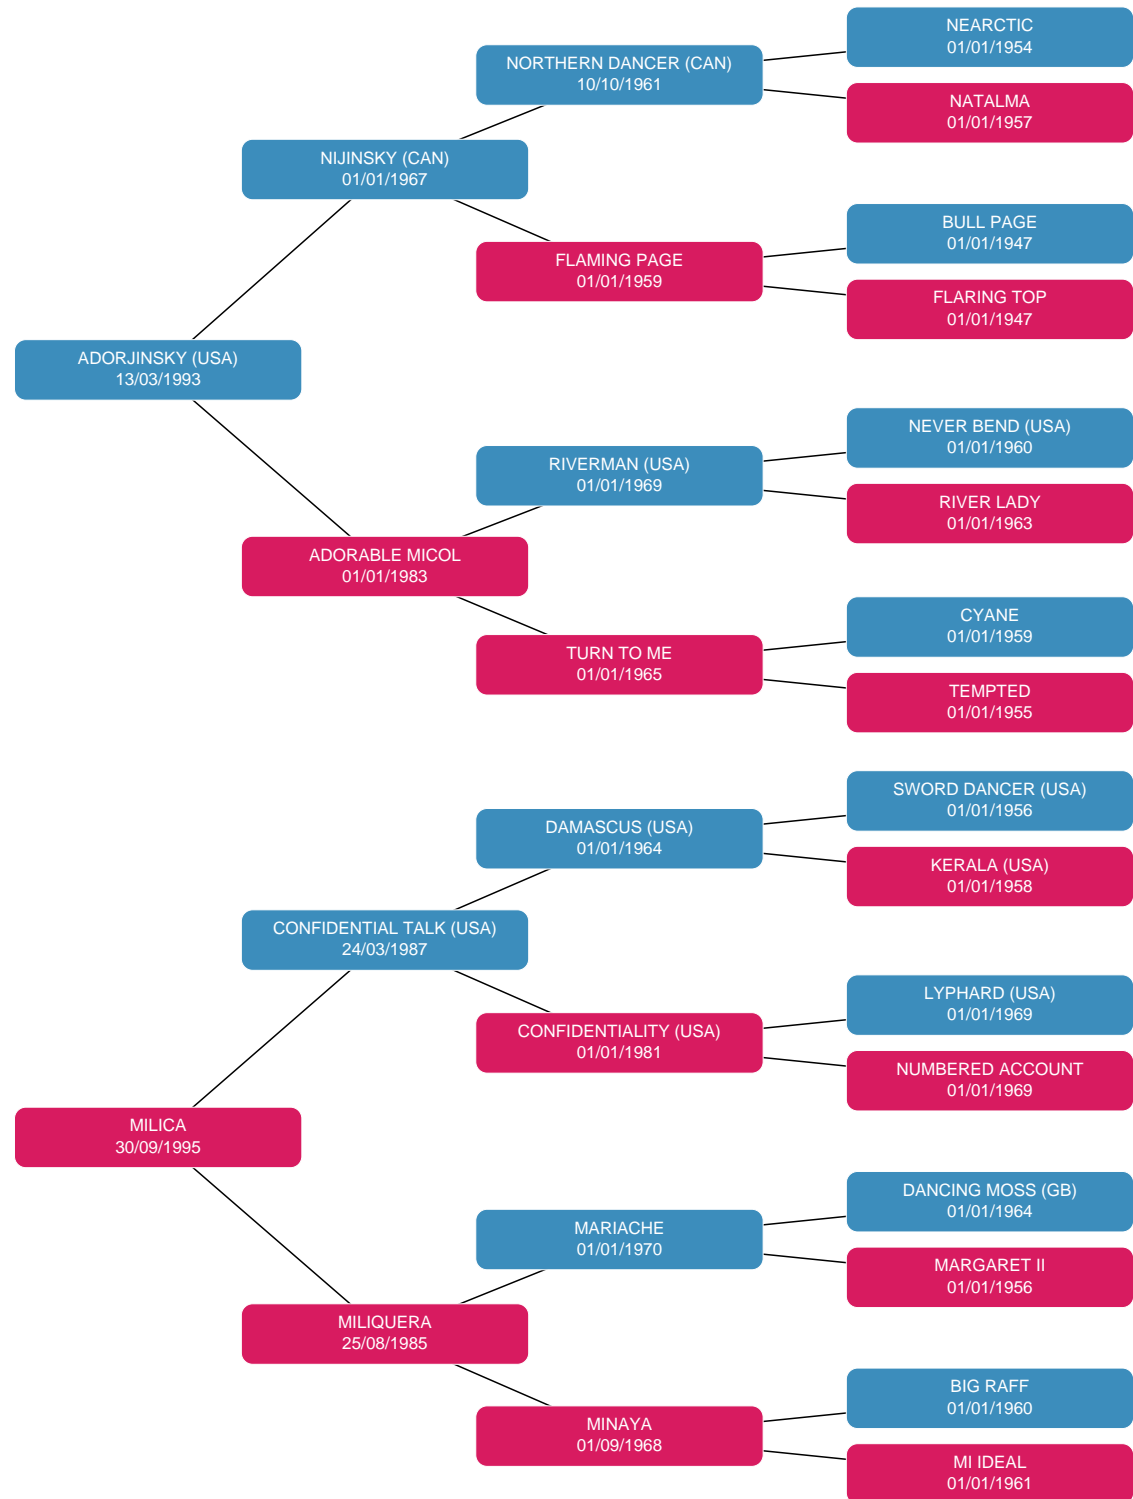 NEARCTIC
01/01/1954
NORTHERN DANCER (CAN)
10/10/1961
NATALMA
01/01/1957
NIJINSKY (CAN)
01/01/1967
BULL PAGE
01/01/1947
FLAMING PAGE
01/01/1959
FLARING TOP
01/01/1947
ADORJINSKY (USA)
13/03/1993
NEVER BEND (USA)
01/01/1960
RIVERMAN (USA)
01/01/1969
RIVER LADY
01/01/1963
ADORABLE MICOL
01/01/1983
CYANE
01/01/1959
TURN TO ME
01/01/1965
TEMPTED
01/01/1955
SWORD DANCER (USA)
01/01/1956
DAMASCUS (USA)
01/01/1964
KERALA (USA)
01/01/1958
CONFIDENTIAL TALK (USA)
24/03/1987
LYPHARD (USA)
01/01/1969
CONFIDENTIALITY (USA)
01/01/1981
NUMBERED ACCOUNT
01/01/1969
MILICA
30/09/1995
DANCING MOSS (GB)
01/01/1964
MARIACHE
01/01/1970
MARGARET II
01/01/1956
MILIQUERA
25/08/1985
BIG RAFF
01/01/1960
MINAYA
01/09/1968
MI IDEAL
01/01/1961